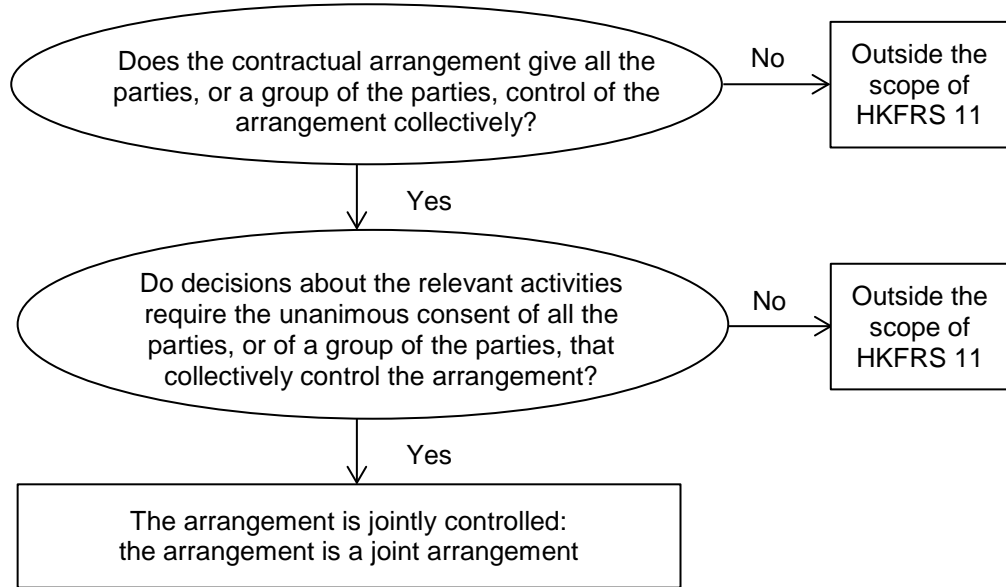 Does the contractual arrangement give all the
parties, or a group of the parties, control of the
arrangement collectively?
No
Outside the
scope of
HKFRS 11
Yes
Do decisions about the relevant activities
require the unanimous consent of all the
parties, or of a group of the parties, that
collectively control the arrangement?
No
Outside the
scope of
HKFRS 11
Yes
The arrangement is jointly controlled:
the arrangement is a joint arrangement